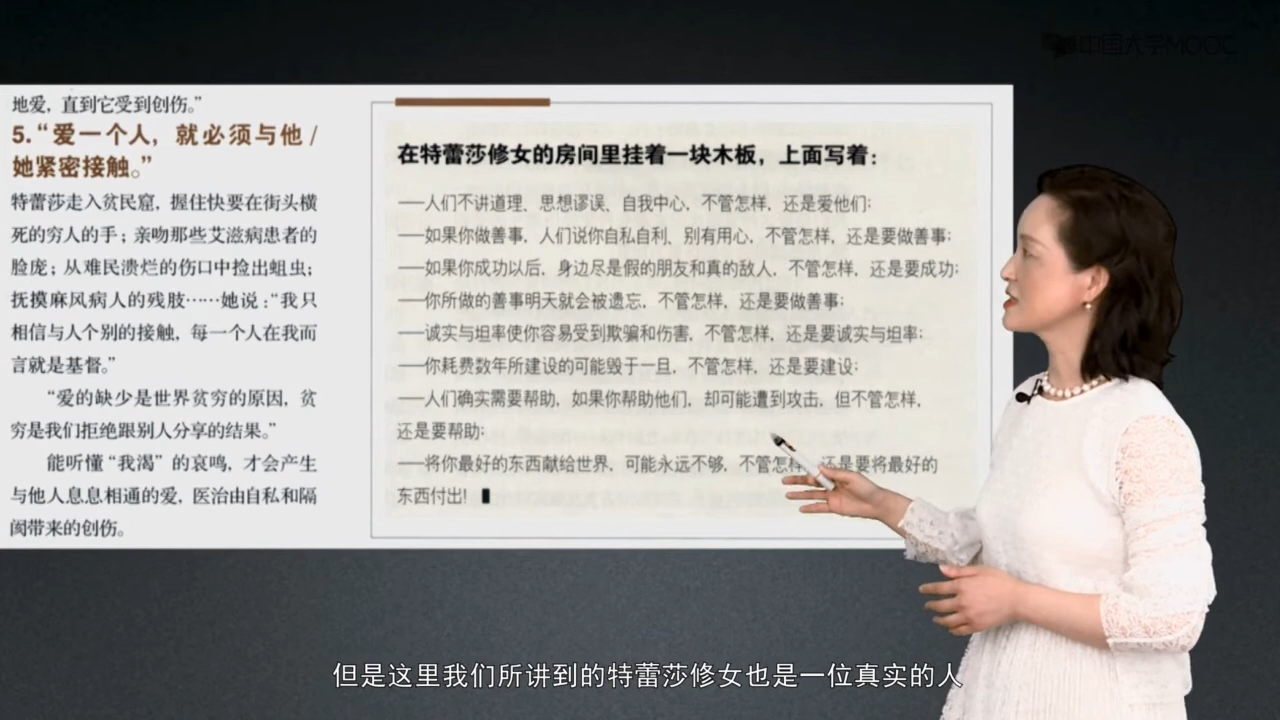 中国大学MOOC
地爱，直到它受到创伤。”
5.“爱一个人，就必须与他/
她紧密接触。”
特蕾莎走入贫民窟，握住快要在街头横
死的穷人的手；亲吻那些艾滋病患者的
脸庞；从难民溃烂的伤口中捡出蛆虫；
抚摸麻风病人的残肢……她说：“我只
相信与人个别的接触，每一个人在我而
言就是基督。”
“爱的缺少是世界贫穷的原因，贫
穷是我们拒绝跟别人分享的结果。”
能听懂“我渴”的哀鸣，才会产生
与他人息息相通的爱，医治由自私和隔
阂带来的创伤。
在特蕾莎修女的房间里挂着一块木板，上面写着：
——人们不讲道理、思想谬误、自我中心，不管怎样，还是爱他们；
——如果你做善事，人们说你自私自利、别有用心，不管怎样，还是要做善事；
——如果你成功以后，身边尽是假的朋友和真的敌人，不管怎样，还是要成功；
——你所做的善事明天就会被遗忘，不管怎样，还是要做善事；
——诚实与坦率使你容易受到欺骗和伤害，不管怎样，还是要诚实与坦率；
——你耗费数年所建设的可能毁于一旦，不管怎样，还是要建设；
——人们确实需要帮助，如果你帮助他们，却可能遭到攻击，但不管怎样，
还是要帮助；
——将你最好的东西献给世界，可能永远不够，不管怎样，还是要将最好的
东西付出！
但是这里我们所讲到的特蕾莎修女也是一位真实的人